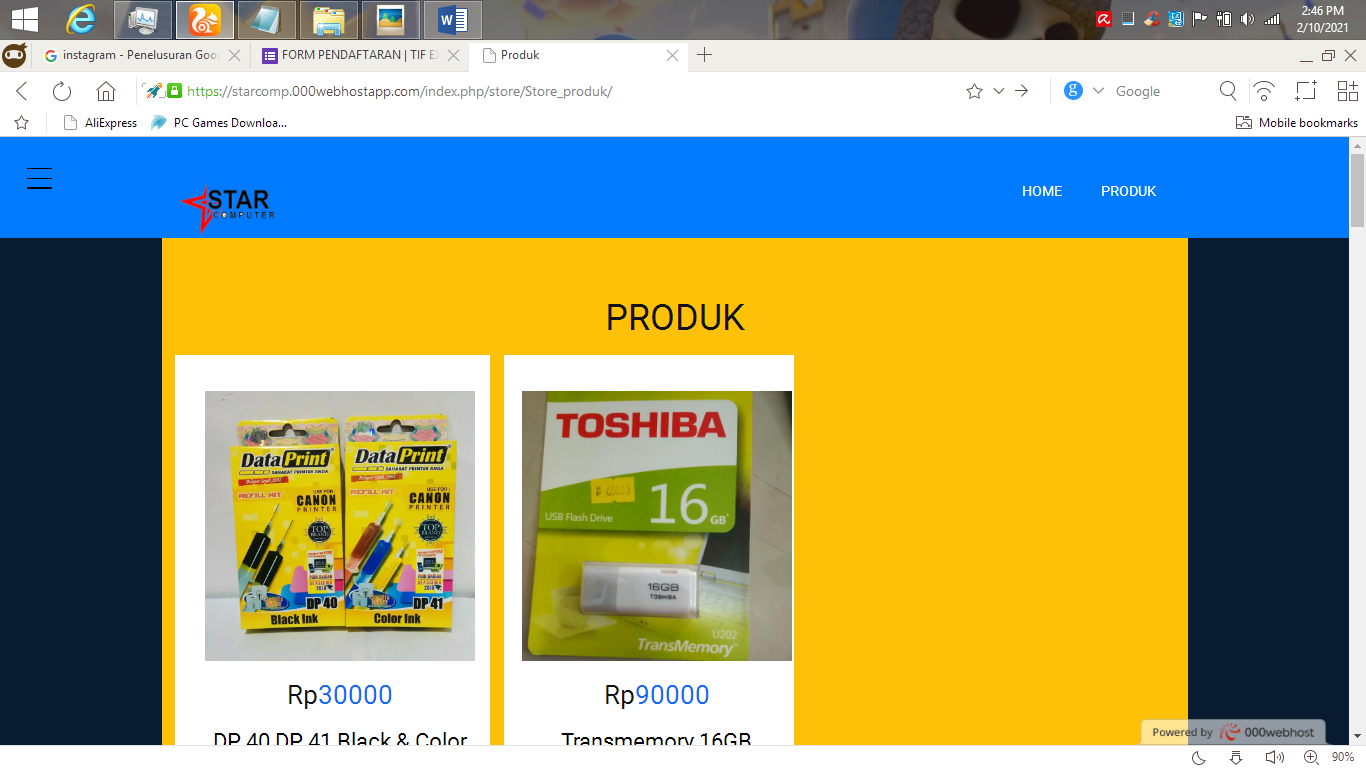 2:46 PM
2/10/2021
instagram - Penelusuran Goo
FORM PENDAFTARAN | TIF E
Produk
https://starcomp.000webhostapp.com/index.php/store/Store_produk/
Google
AliExpress
PC Games Downloa...
Mobile bookmarks
STAR
COMPUTER
HOME
PRODUK
PRODUK
Data Print
SAHABAT PRINTER ANDA
REFILL KIT
USE FOR
CANON
PRINTER
TOP
BRAND
DP 40
Black Ink
Data Print
SAHABAT PRINTER ANDA
REFILL KIT
USE FOR
CANON
PRINTER
TOP
BRAND
DP 41
Color Ink
TOSHIBA
USB Flash Drive
16 GB
16GB
TOSHIBA
U202
TransMemory™
Rp30000
Rp90000
DP 40 DP 41 Black & Color
Transmemory 16GB
Powered by 000webhost
90%